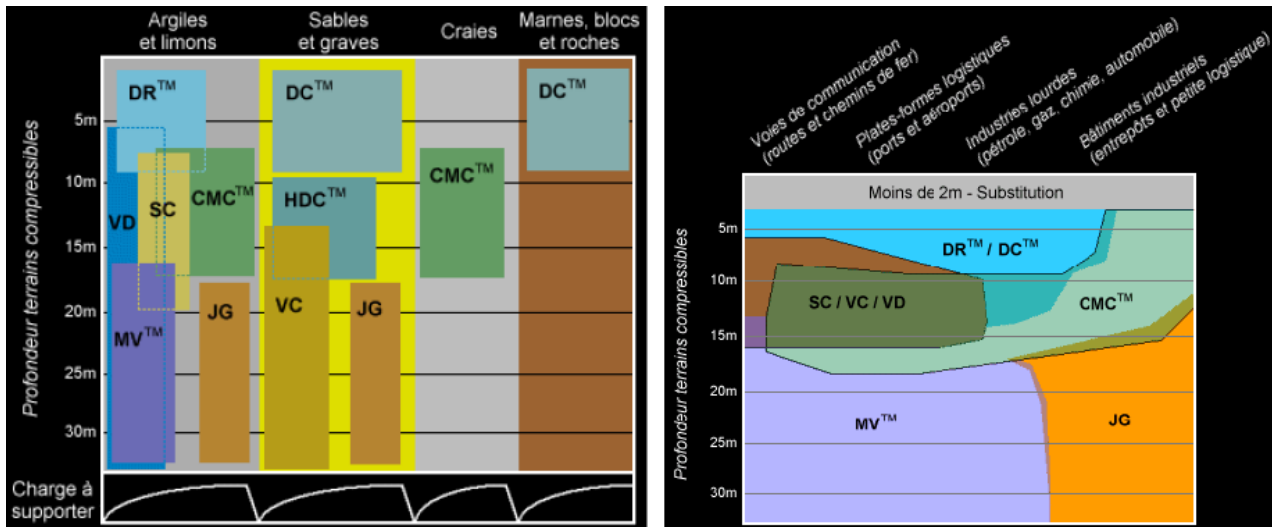 Argiles
et limons
Sables
et graves
Craies
Marnes, blocs
et roches
Profondeur terrains compressibles
5m
10m
15m
20m
25m
30m
DR™
VD
SC
CMC™
MV™
JG
DC™
HDC™
VC
JG
CMC™
DC™
Charge à
supporter
Voies de communication
(routes et chemins de fer)
Plates-formes logistiques
(ports et aéroports)
Industries lourdes
(pétrole, gaz, chimie, automobile)
Bâtiments industriels
(entrepôts et petite logistique)
Profondeur terrains compressibles
Moins de 2m - Substitution
5m
10m
15m
20m
25m
30m
DR™ / DC™
SC / VC / VD
CMC™
MV™
JG